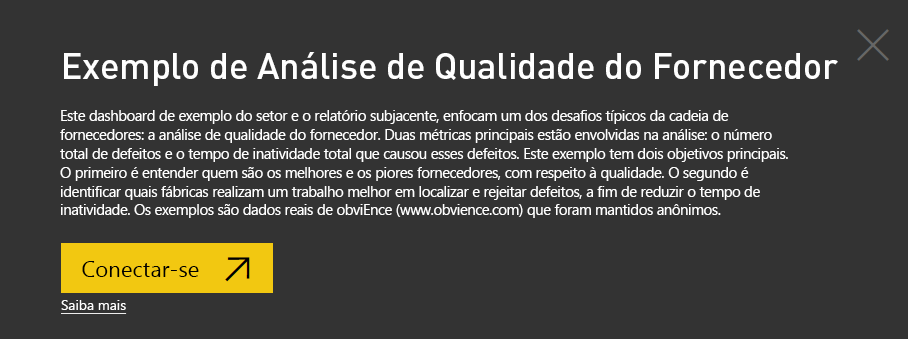 Exemplo de Análise de Qualidade do Fornecedor
Este dashboard de exemplo do setor e o relatório subjacente, enfocam um dos desafios típicos da cadeia de
fornecedores: a análise de qualidade do fornecedor. Duas métricas principais estão envolvidas na análise: o número
total de defeitos e o tempo de inatividade total que causou esses defeitos. Este exemplo tem dois objetivos principais.
O primeiro é entender quem são os melhores e os piores fornecedores, com respeito à qualidade. O segundo é
identificar quais fábricas realizam um trabalho melhor em localizar e rejeitar defeitos, a fim de reduzir o tempo de
inatividade. Os exemplos são dados reais de obviEnce (www.obvience.com) que foram mantidos anônimos.
Conectar-se
Saiba mais